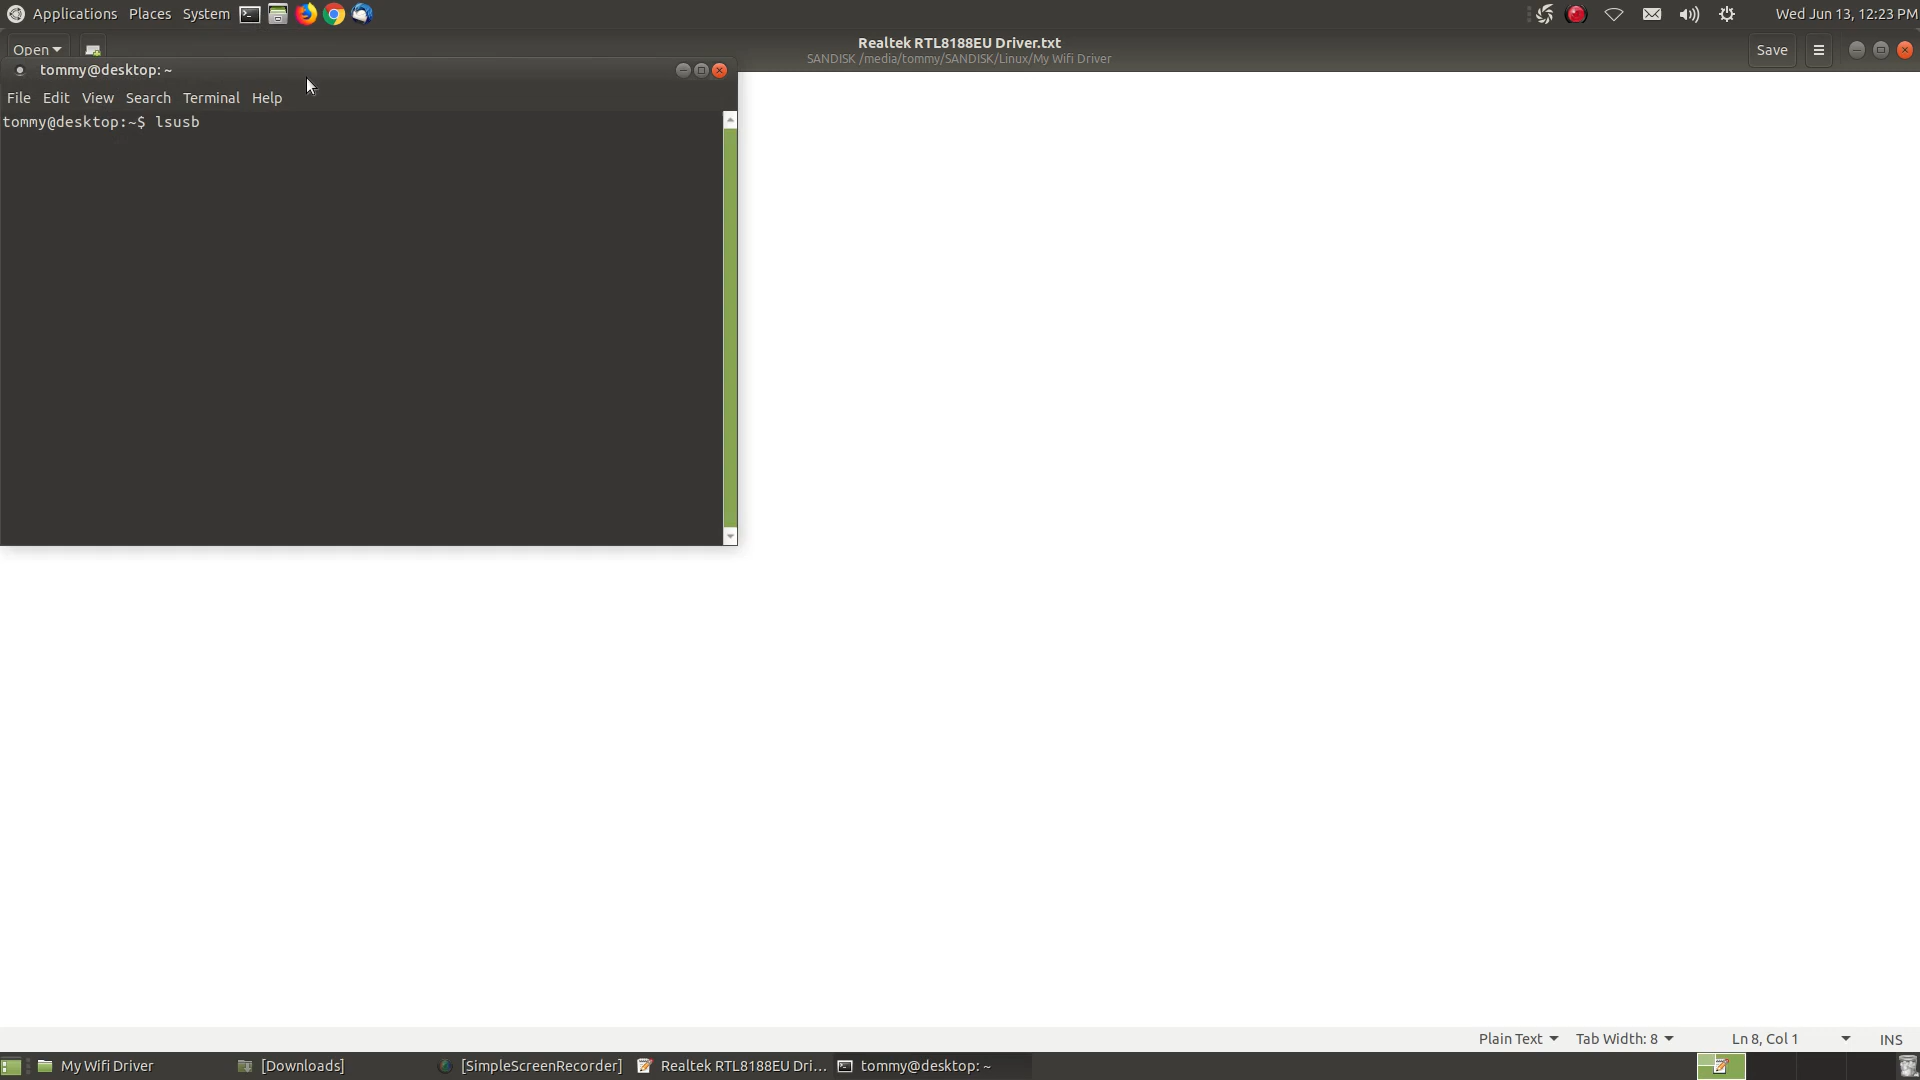 Applications Places System Wed Jun 13, 12:23 PM
Open Realtek RTL8188EU Driver.txt Save
SANDISK /media/tommy/SANDISK/Linux/My Wifi Driver
tommy@desktop: ~
File Edit View Search Terminal Help
tommy@desktop:~$ lsusb
Plain Text Tab Width: 8 Ln 8, Col 1 INS
My Wifi Driver [Downloads] [SimpleScreenRecorder] Realtek RTL8188EU Dri... tommy@desktop: ~